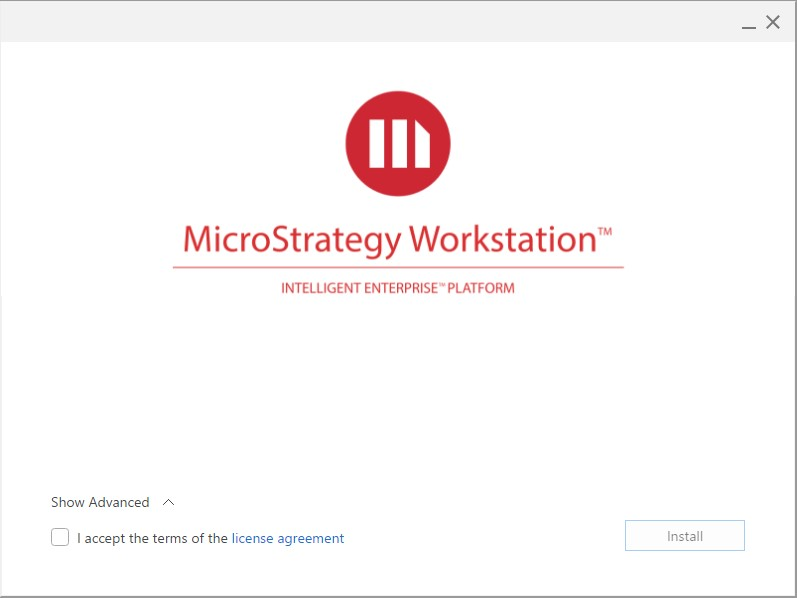 MicroStrategy Workstation™
INTELLIGENT ENTERPRISE™ PLATFORM
Show Advanced
I accept the terms of the license agreement
Install